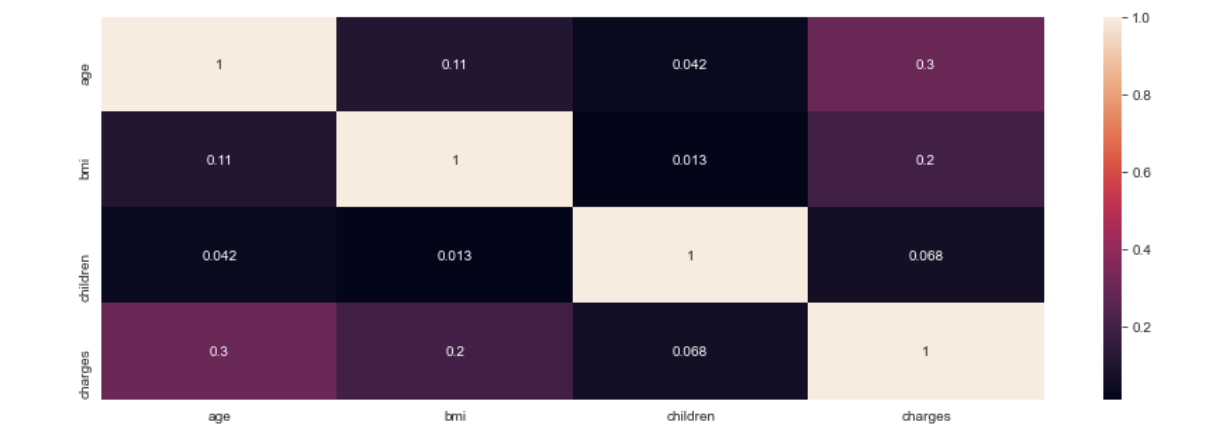 1.0
age 1 0.11 0.042 0.3
0.8
bmi 0.11 1 0.013 0.2
0.6
0.4
children 0.042 0.013 1 0.068
0.2
charges 0.3 0.2 0.068 1
age bmi children charges